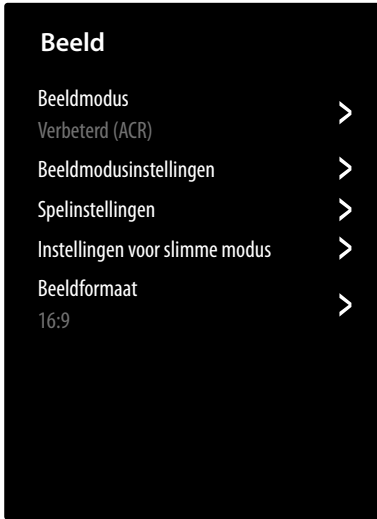 Beeld
Beeldmodus
Verbeterd (ACR)
Beeldmodusinstellingen
Spelinstellingen
Instellingen voor slimme modus
Beeldformaat
16:9